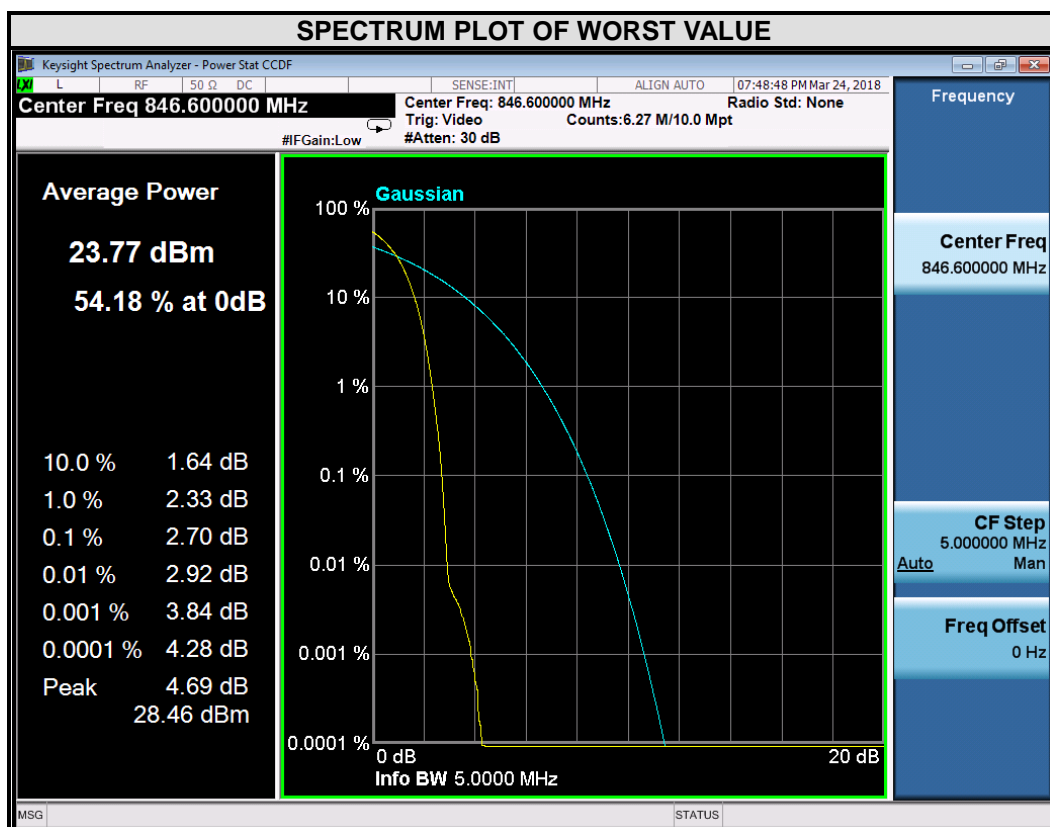 SPECTRUM PLOT OF WORST VALUE
Keysight Spectrum Analyzer - Power Stat CCDF
LXI L RF 50 Ω DC SENSE:INT ALIGN AUTO 07:48:48 PM Mar 24, 2018
Center Freq 846.600000 MHz
Center Freq: 846.600000 MHz Radio Std: None
Trig: Video Counts:6.27 M/10.0 Mpt
#IFGain:Low #Atten: 30 dB
Average Power
23.77 dBm
54.18 % at 0dB
10.0 % 1.64 dB
1.0 % 2.33 dB
0.1 % 2.70 dB
0.01 % 2.92 dB
0.001 % 3.84 dB
0.0001 % 4.28 dB
Peak 4.69 dB
28.46 dBm
Gaussian
100 %
10 %
1 %
0.1 %
0.01 %
0.001 %
0.0001 %
0 dB 20 dB
Info BW 5.0000 MHz
Frequency
Center Freq
846.600000 MHz
CF Step
5.000000 MHz
Auto Man
Freq Offset
0 Hz
MSG STATUS